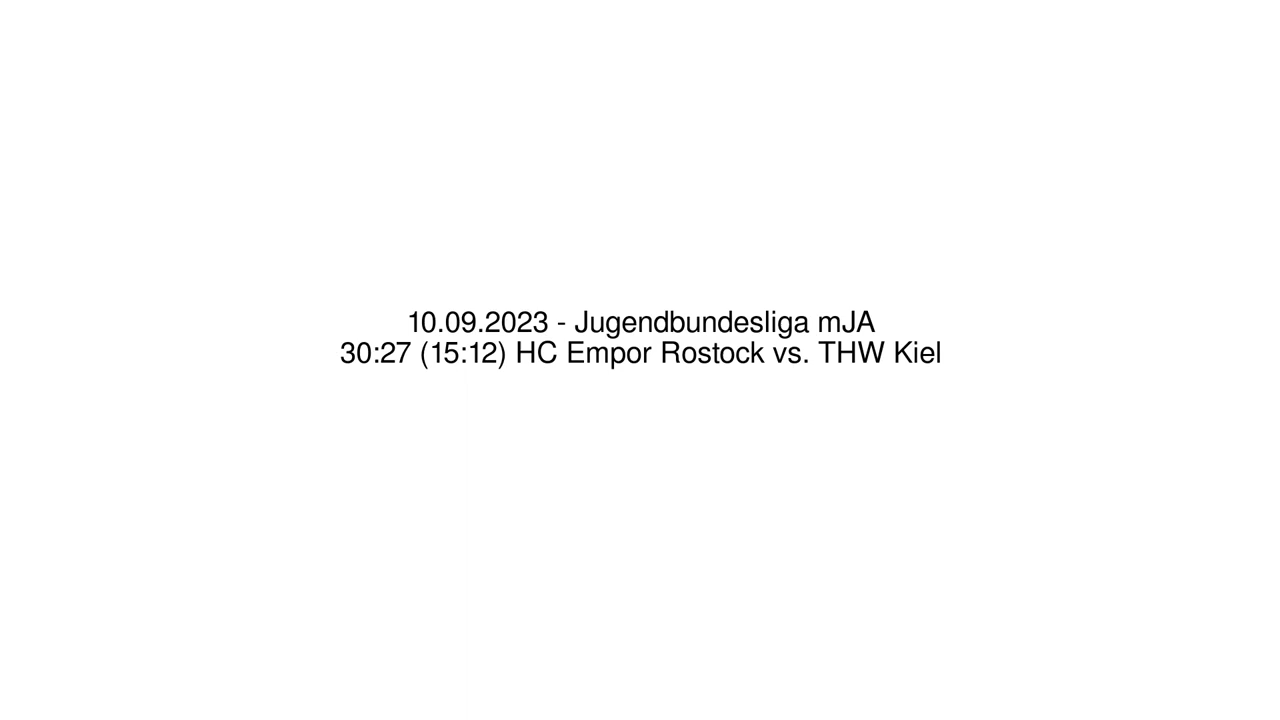 10.09.2023 - Jugendbundesliga mJA
30:27 (15:12) HC Empor Rostock vs. THW Kiel